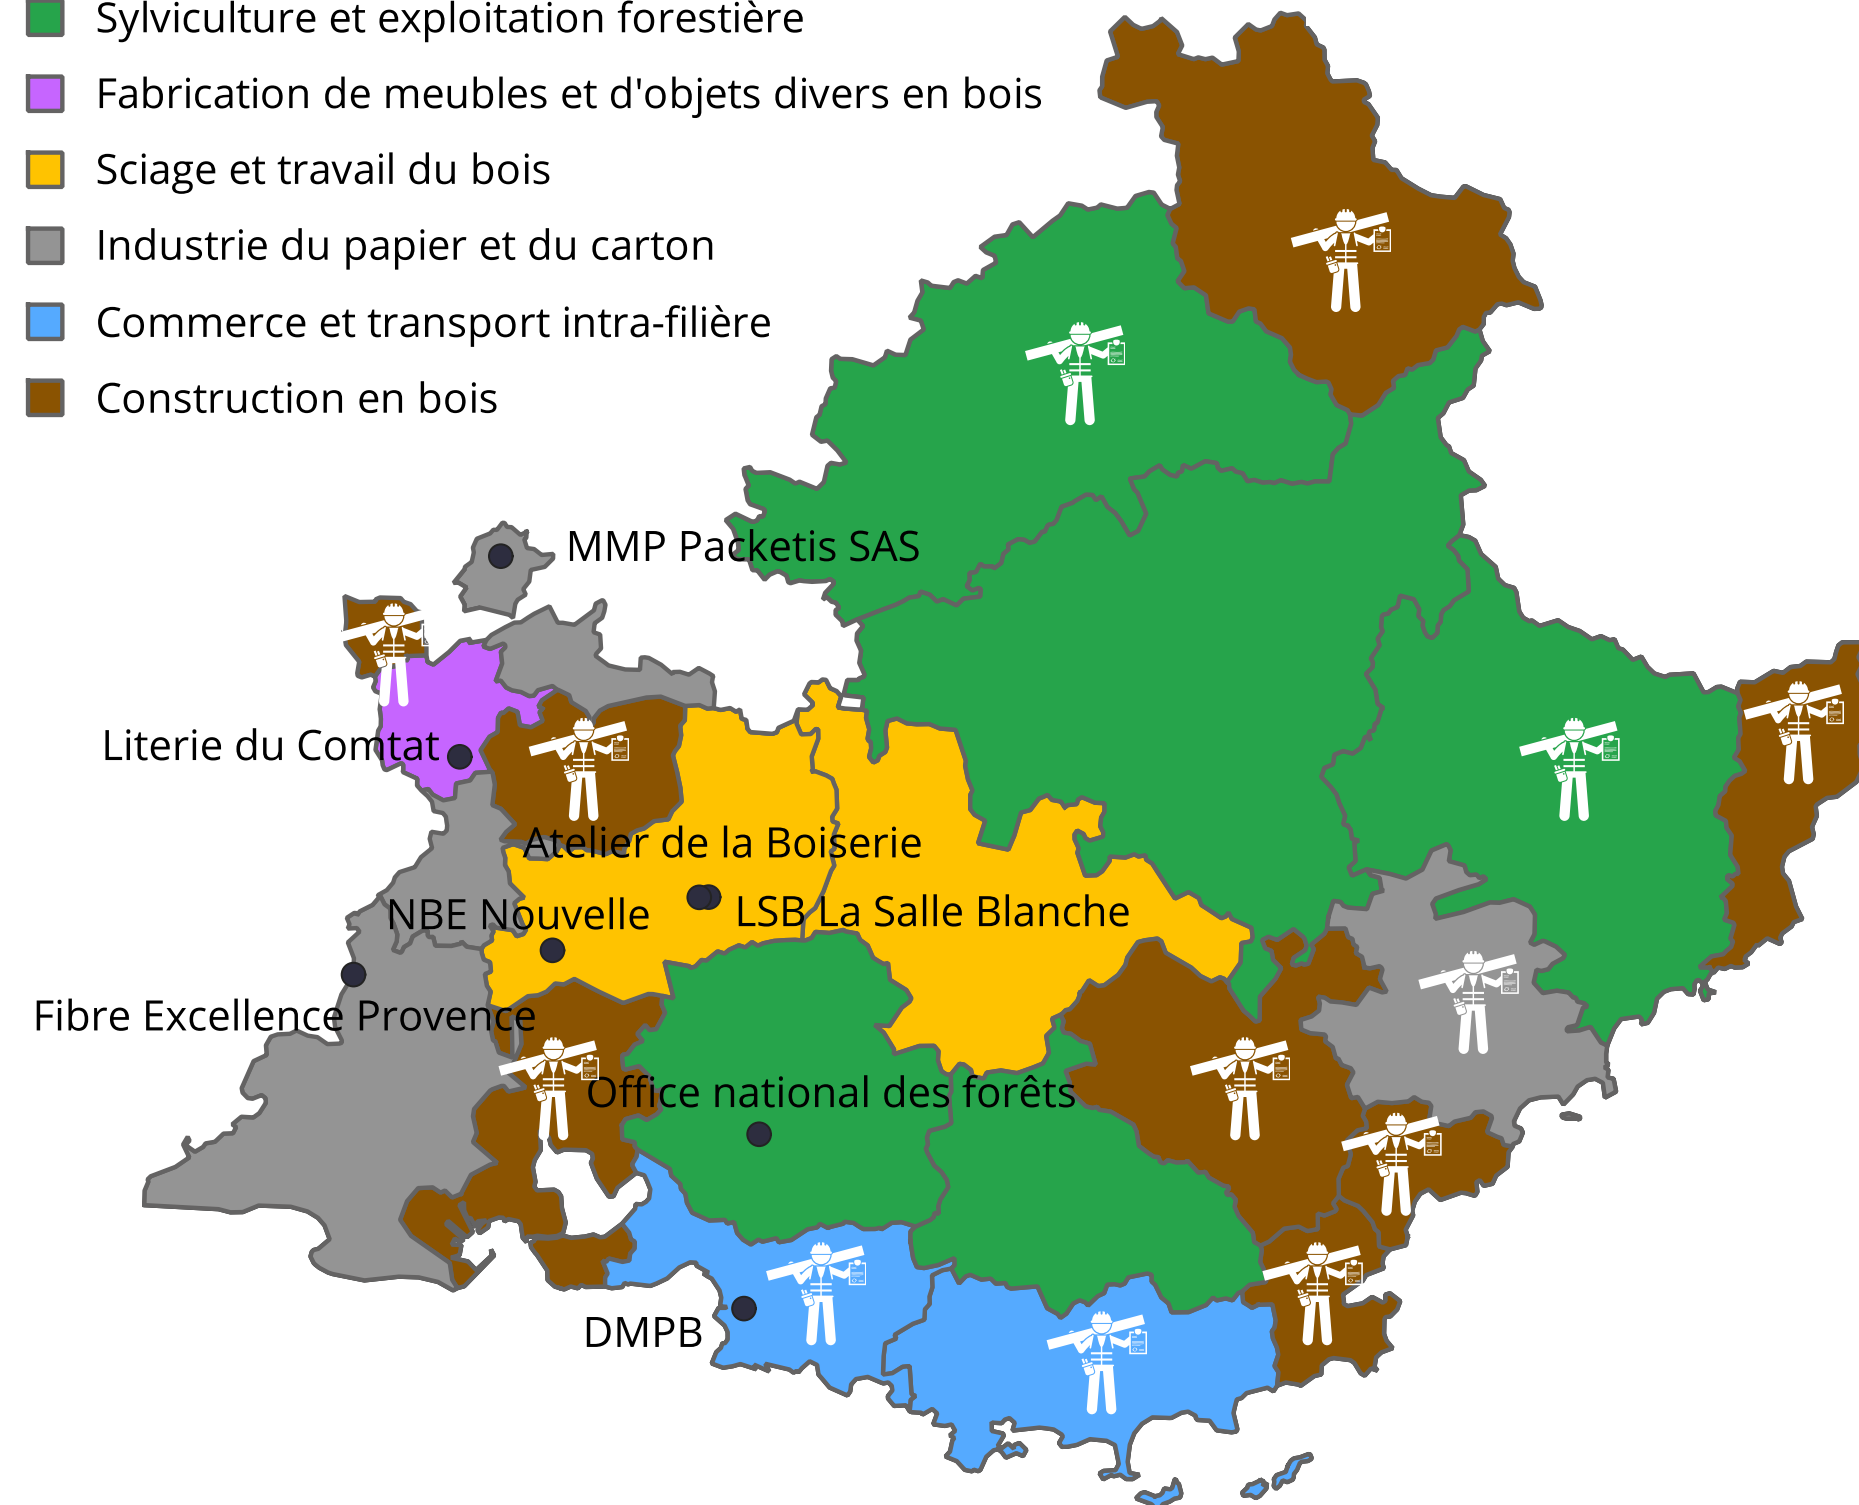 Sylviculture et exploitation forestière
Fabrication de meubles et d'objets divers en bois
Sciage et travail du bois
Industrie du papier et du carton
Commerce et transport intra-filière
Construction en bois
MMP Packetis SAS
Literie du Comtat
Atelier de la Boiserie
NBE Nouvelle
LSB La Salle Blanche
Fibre Excellence Provence
Office national des forêts
DMPB